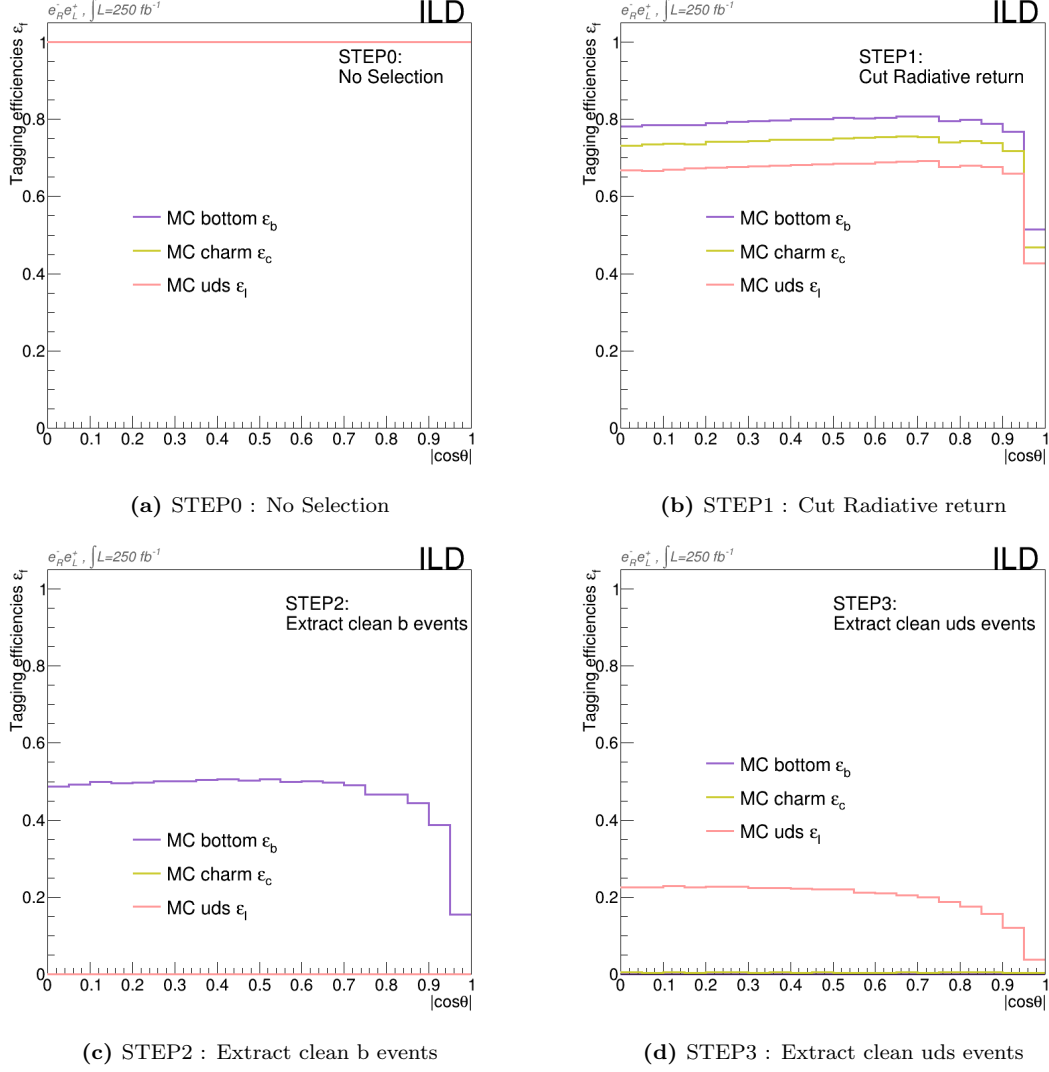 e⁻_R e⁺_L , ∫L=250 fb⁻¹ ILD
Tagging efficiencies ε_f
STEP0:
No Selection
MC bottom ε_b
MC charm ε_c
MC uds ε_l
1
0.8
0.6
0.4
0.2
0
0 0.1 0.2 0.3 0.4 0.5 0.6 0.7 0.8 0.9 1
|cosθ|
(a) STEP0 : No Selection
e⁻_R e⁺_L , ∫L=250 fb⁻¹ ILD
Tagging efficiencies ε_f
STEP1:
Cut Radiative return
MC bottom ε_b
MC charm ε_c
MC uds ε_l
1
0.8
0.6
0.4
0.2
0
0 0.1 0.2 0.3 0.4 0.5 0.6 0.7 0.8 0.9 1
|cosθ|
(b) STEP1 : Cut Radiative return
e⁻_R e⁺_L , ∫L=250 fb⁻¹ ILD
Tagging efficiencies ε_f
STEP2:
Extract clean b events
MC bottom ε_b
MC charm ε_c
MC uds ε_l
1
0.8
0.6
0.4
0.2
0
0 0.1 0.2 0.3 0.4 0.5 0.6 0.7 0.8 0.9 1
|cosθ|
(c) STEP2 : Extract clean b events
e⁻_R e⁺_L , ∫L=250 fb⁻¹ ILD
Tagging efficiencies ε_f
STEP3:
Extract clean uds events
MC bottom ε_b
MC charm ε_c
MC uds ε_l
1
0.8
0.6
0.4
0.2
0
0 0.1 0.2 0.3 0.4 0.5 0.6 0.7 0.8 0.9 1
|cosθ|
(d) STEP3 : Extract clean uds events